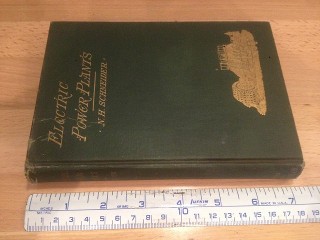 ELECTRIC
POWER PLANTS
N. H. SCHNEIDER.
INCHES 1 2 3 4 5 6 7
1 2 3 4 5 6 7 8 9 10 11 12 13 14 15 16 17 18 19